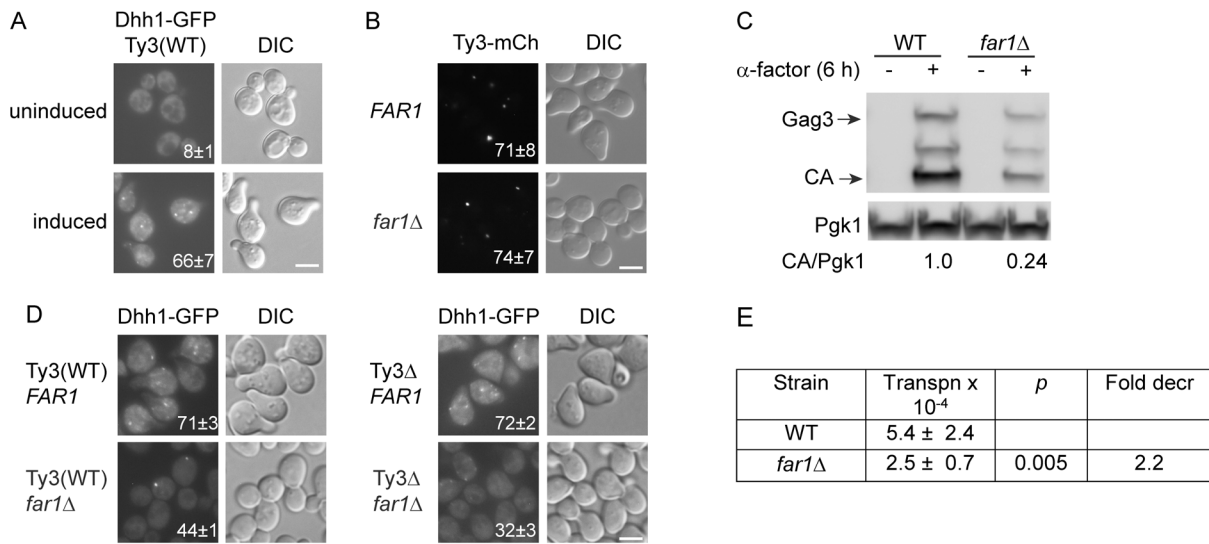 A
Dhh1-GFP
Ty3(WT) DIC
uninduced
8±1
induced
66±7
B
Ty3-mCh DIC
FAR1
71±8
far1Δ
74±7
C
WT far1Δ
α-factor (6 h) - + - +
Gag3
CA
Pgk1
CA/Pgk1 1.0 0.24
D
Dhh1-GFP DIC
Ty3(WT)
FAR1
71±3
Ty3(WT)
far1Δ
44±1
Dhh1-GFP DIC
Ty3Δ
FAR1
72±2
Ty3Δ
far1Δ
32±3
E
Strain Transpn x 10⁻⁴ p Fold decr
WT 5.4 ± 2.4
far1Δ 2.5 ± 0.7 0.005 2.2